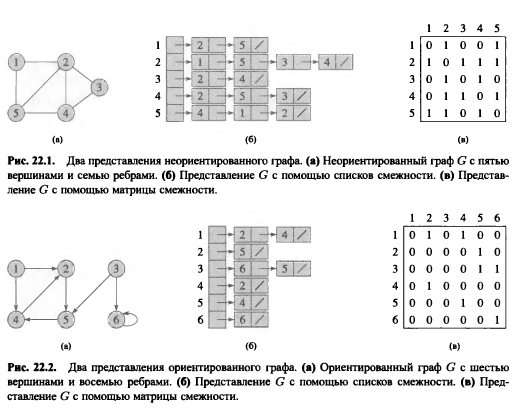 1 2
3
5 4
(а)
1 2 5 /
2 1 5 3 4 /
3 2 4 /
4 2 5 3 /
5 4 1 2 /
(б)
1 2 3 4 5
1 0 1 0 0 1
2 1 0 1 1 1
3 0 1 0 1 0
4 0 1 1 0 1
5 1 1 0 1 0
(в)
Рис. 22.1. Два представления неориентированного графа. (а) Неориентированный граф G с пятью
вершинами и семью ребрами. (б) Представление G с помощью списков смежности. (в) Представ-
ление G с помощью матрицы смежности.
1 2 3
4 5 6
(а)
1 2 4 /
2 5 /
3 6 5 /
4 2 /
5 4 /
6 6 /
(б)
1 2 3 4 5 6
1 0 1 0 1 0 0
2 0 0 0 0 1 0
3 0 0 0 0 1 1
4 0 1 0 0 0 0
5 0 0 0 1 0 0
6 0 0 0 0 0 1
(в)
Рис. 22.2. Два представления ориентированного графа. (а) Ориентированный граф G с шестью
вершинами и восемью ребрами. (б) Представление G с помощью списков смежности. (в) Пред-
ставление G с помощью матрицы смежности.